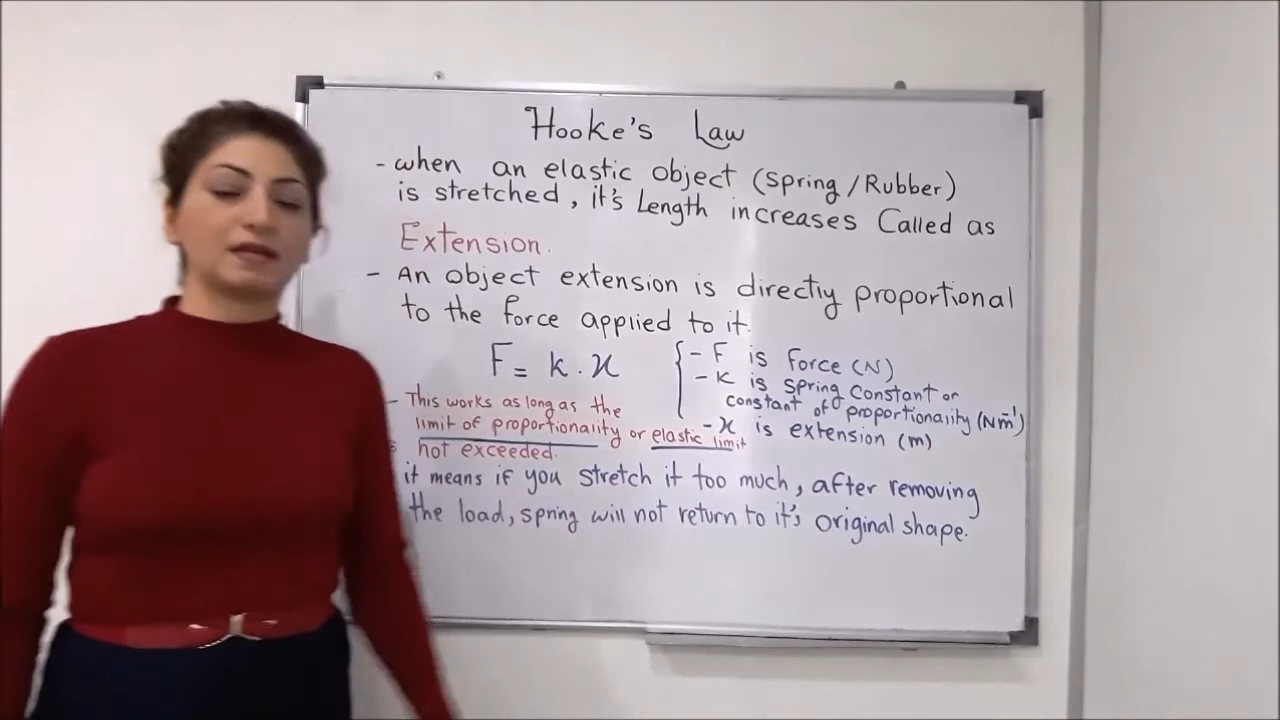 Hooke's Law
- when an elastic object (Spring/Rubber)
is stretched, it's Length increases Called as
Extension.
- An object extension is directly proportional
to the force applied to it.
F = k . x
- F is Force (N)
- K is spring constant or
constant of proportionality (Nm⁻¹)
- x is extension (m)
- This works as long as the
limit of proportionality or elastic limit
not exceeded.
it means if you stretch it too much, after removing
the load, spring will not return to it's original shape.